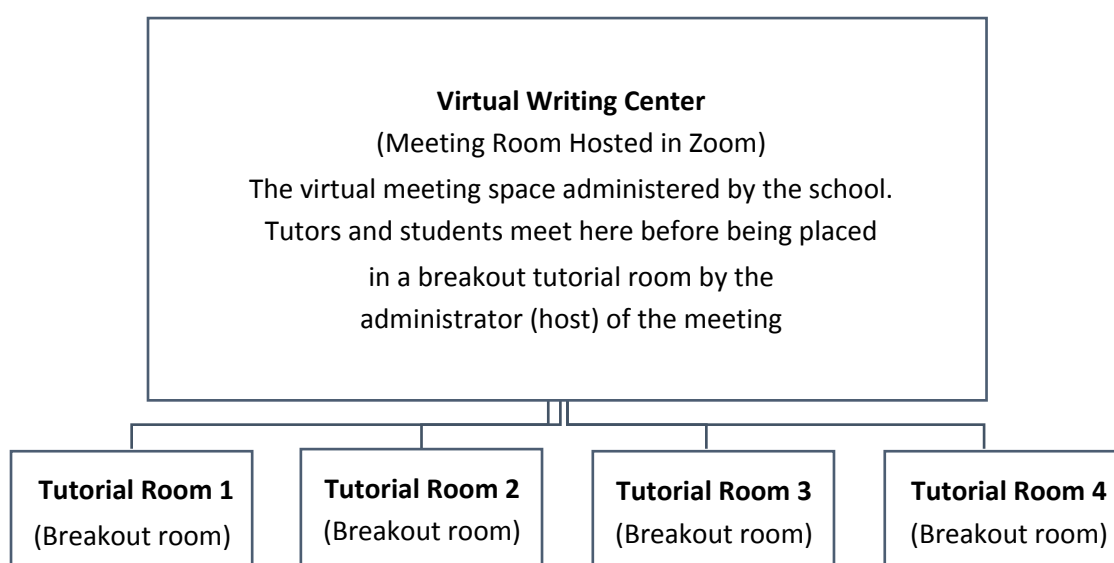 Virtual Writing Center
(Meeting Room Hosted in Zoom)
The virtual meeting space administered by the school.
Tutors and students meet here before being placed
in a breakout tutorial room by the
administrator (host) of the meeting
Tutorial Room 1
(Breakout room)
Tutorial Room 2
(Breakout room)
Tutorial Room 3
(Breakout room)
Tutorial Room 4
(Breakout room)